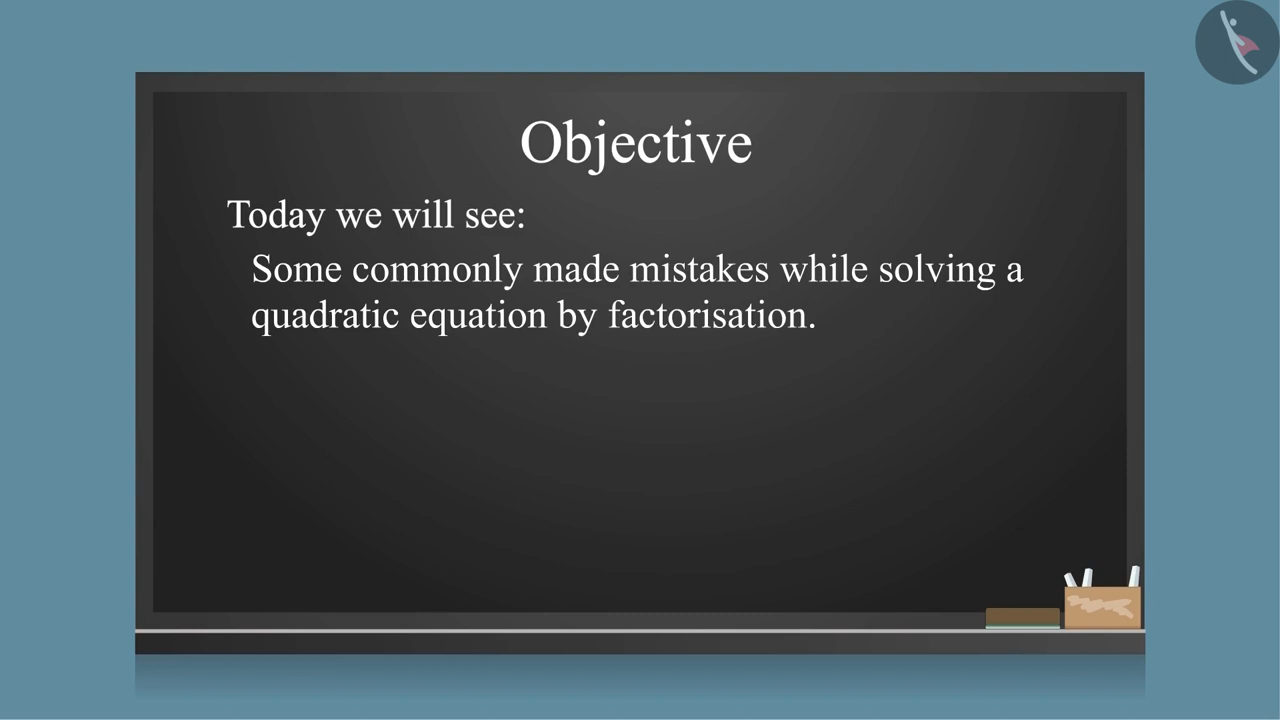 Objective
Today we will see:
Some commonly made mistakes while solving a
quadratic equation by factorisation.